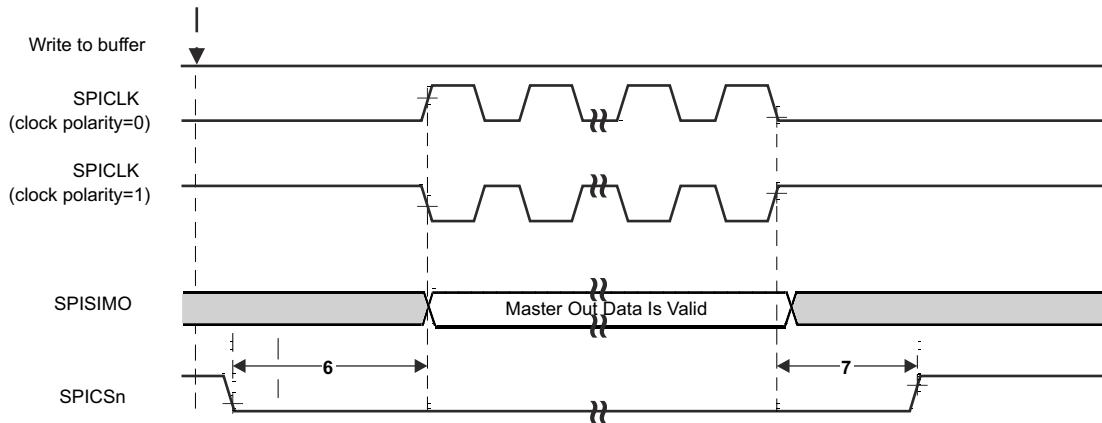 Write to buffer
SPICLK
(clock polarity=0)
SPICLK
(clock polarity=1)
SPISIMO
Master Out Data Is Valid
6
7
SPICSn